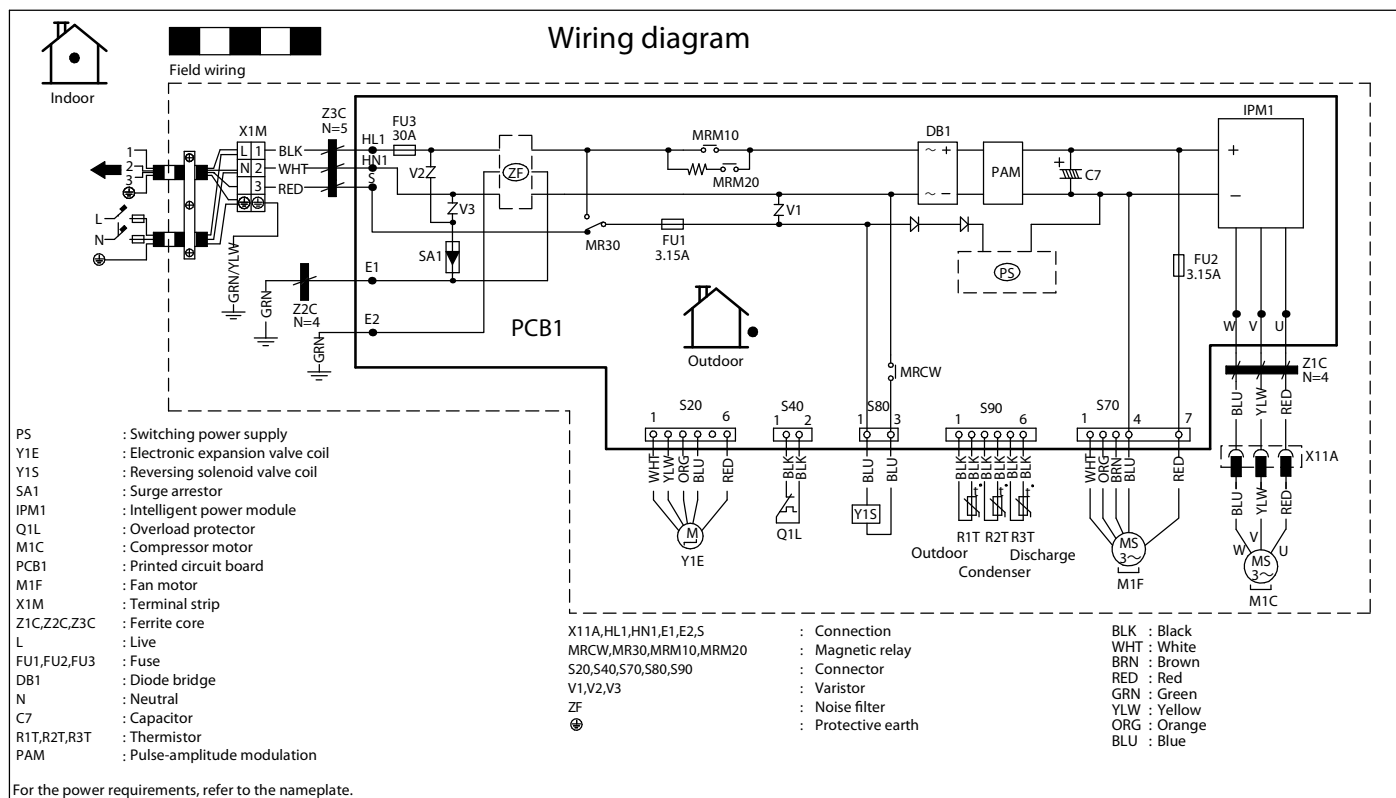 Wiring diagram
Indoor
Field wiring
X1M
Z3C
N=5
HL1
FU3
30A
HN1
S
L 1 BLK
N 2 WHT
3 RED
1
2
3
L
N
V2
V3
ZF
MRM10
MRM20
DB1
~ +
~ −
PAM
+
C7
IPM1
+
−
V1
MR30
FU1
3.15A
SA1
PS
FU2
3.15A
GRN/YLW
GRN
Z2C
N=4
E1
E2
GRN
PCB1
Outdoor
MRCW
W V U
Z1C
N=4
BLU YLW RED
X11A
BLU YLW RED
W V U
MS
3~
M1C
S20
1 6
WHT YLW ORG BLU RED
M
Y1E
S40
1 2
BLK BLK
Q1L
S80
1 3
BLU BLU
Y1S
S90
1 6
BLK BLK BLK BLK BLK BLK
t° t° t°
R1T R2T R3T
Outdoor Discharge
Condenser
S70
1 4 7
WHT ORG BRN BLU RED
MS
3~
M1F
PS : Switching power supply
Y1E : Electronic expansion valve coil
Y1S : Reversing solenoid valve coil
SA1 : Surge arrestor
IPM1 : Intelligent power module
Q1L : Overload protector
M1C : Compressor motor
PCB1 : Printed circuit board
M1F : Fan motor
X1M : Terminal strip
Z1C,Z2C,Z3C : Ferrite core
L : Live
FU1,FU2,FU3 : Fuse
DB1 : Diode bridge
N : Neutral
C7 : Capacitor
R1T,R2T,R3T : Thermistor
PAM : Pulse-amplitude modulation
X11A,HL1,HN1,E1,E2,S : Connection
MRCW,MR30,MRM10,MRM20 : Magnetic relay
S20,S40,S70,S80,S90 : Connector
V1,V2,V3 : Varistor
ZF : Noise filter
: Protective earth
BLK : Black
WHT : White
BRN : Brown
RED : Red
GRN : Green
YLW : Yellow
ORG : Orange
BLU : Blue
For the power requirements, refer to the nameplate.